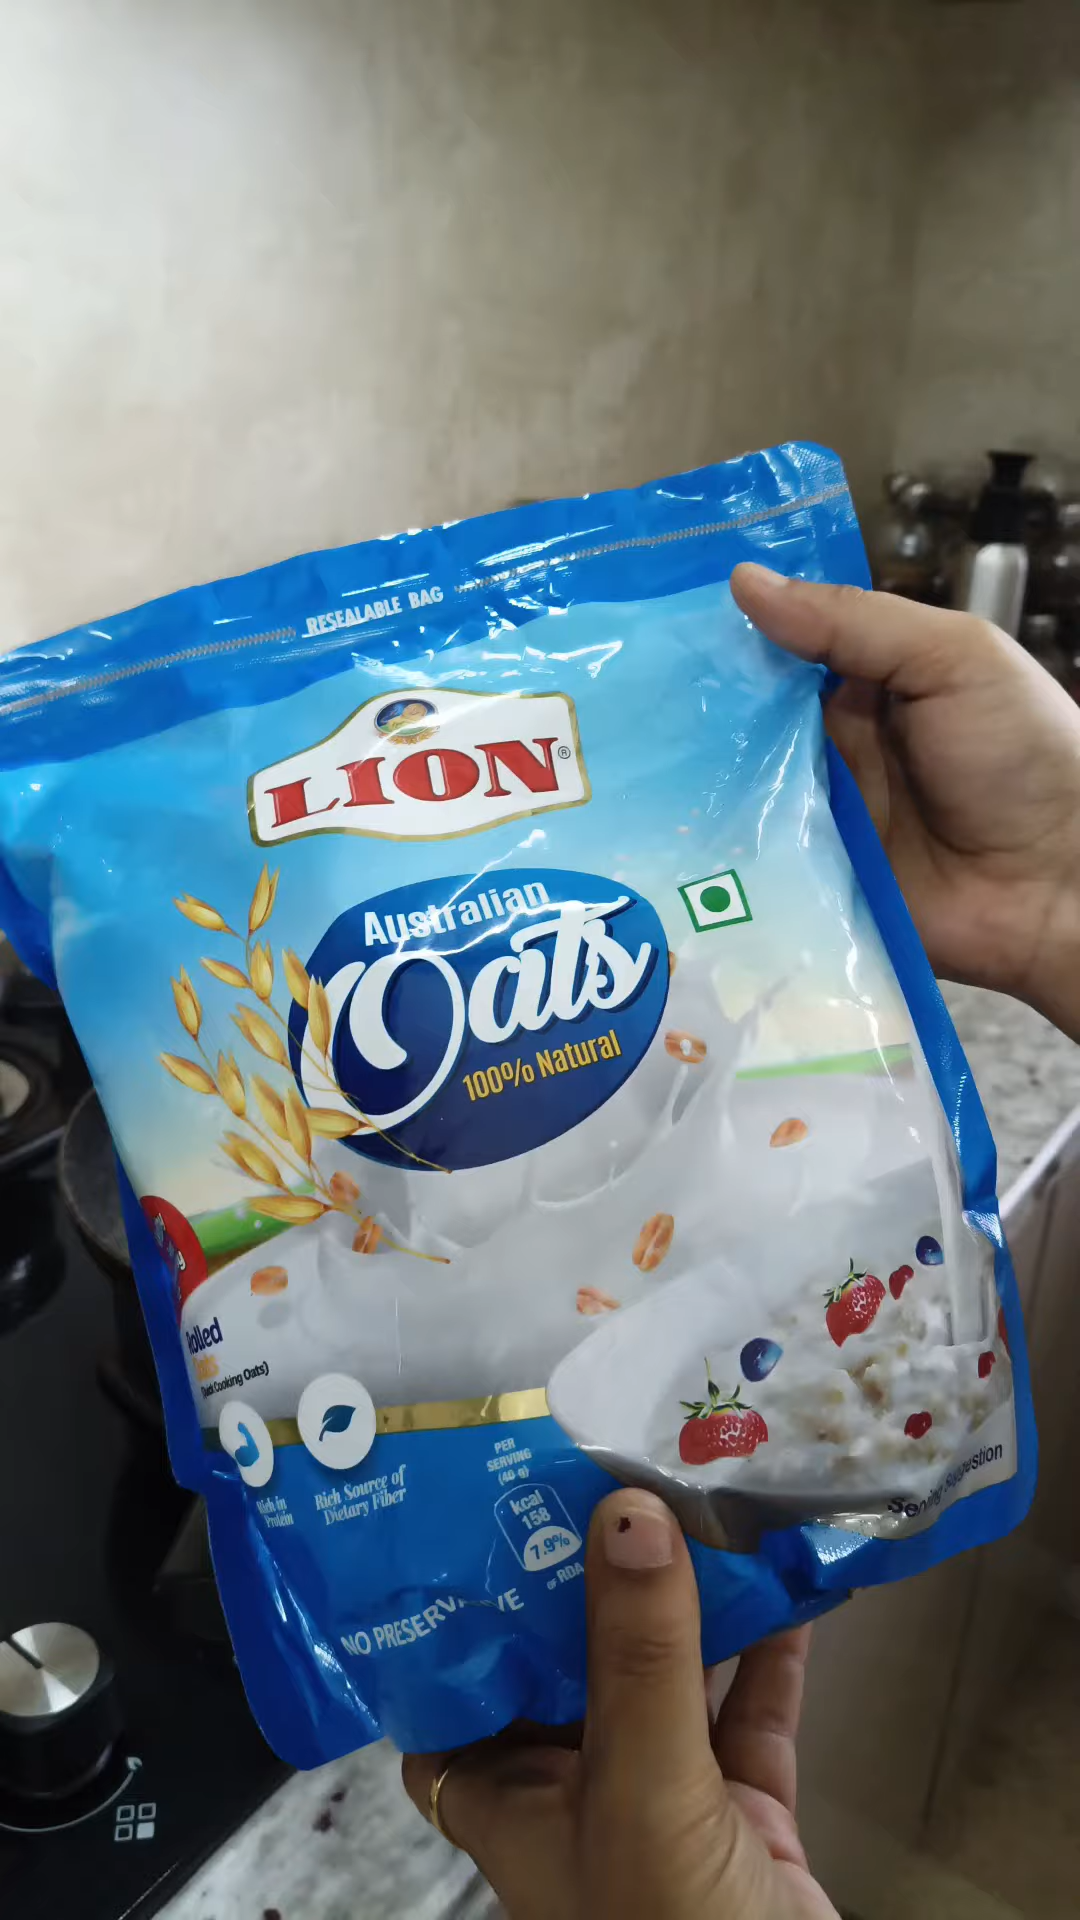 RESEALABLE BAG
LION®
Australian
Oats
100% Natural
Rolled
Cooking Oats)
Rich in
Protein
Rich Source of
Dietary Fiber
PER
SERVING
(40 g)
kcal
158
7.9%
OF RDA
NO
Serving Suggestion